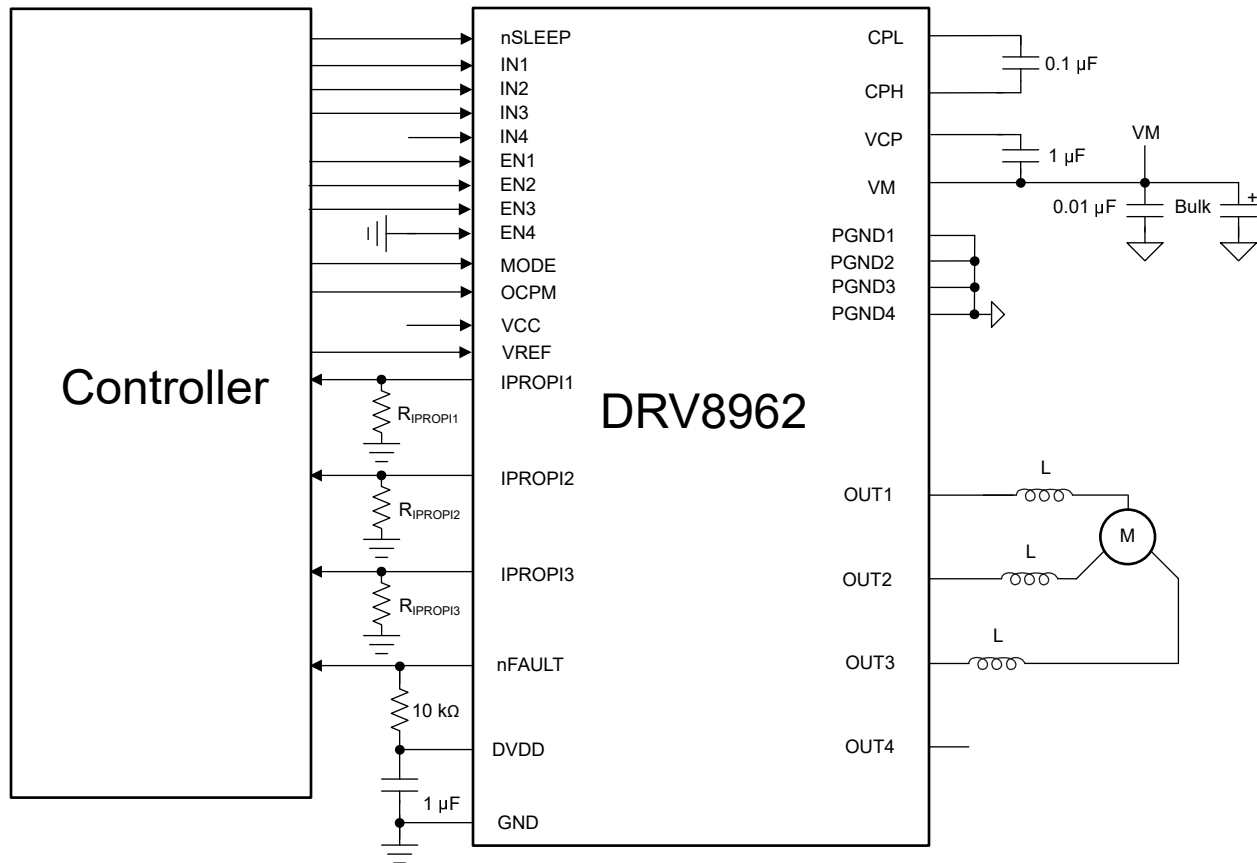 Controller
DRV8962
nSLEEP
IN1
IN2
IN3
IN4
EN1
EN2
EN3
EN4
MODE
OCPM
VCC
VREF
IPROPI1
RIPROPI1
IPROPI2
RIPROPI2
IPROPI3
RIPROPI3
nFAULT
10 kΩ
DVDD
1 µF
GND
CPL
0.1 µF
CPH
VCP
1 µF
VM
VM
0.01 µF
Bulk
+
PGND1
PGND2
PGND3
PGND4
OUT1
L
M
OUT2
L
OUT3
L
OUT4